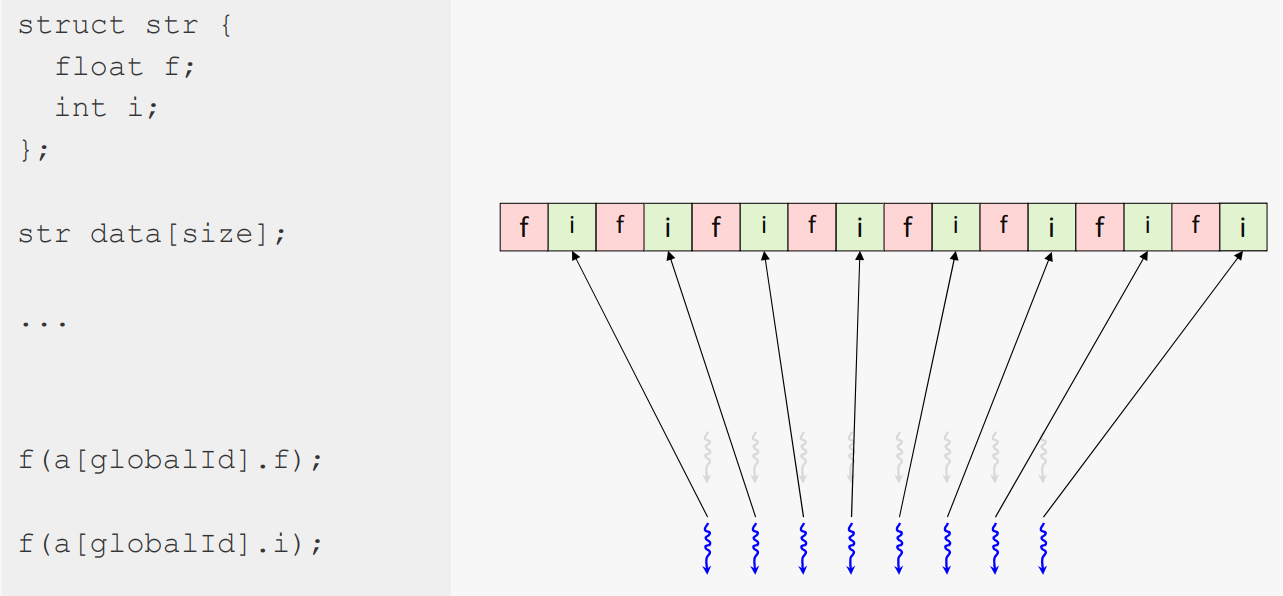 struct str {
float f;
int i;
};
str data[size];
...
f(a[globalId].f);
f(a[globalId].i);
f i f i f i f i f i f i f i f i